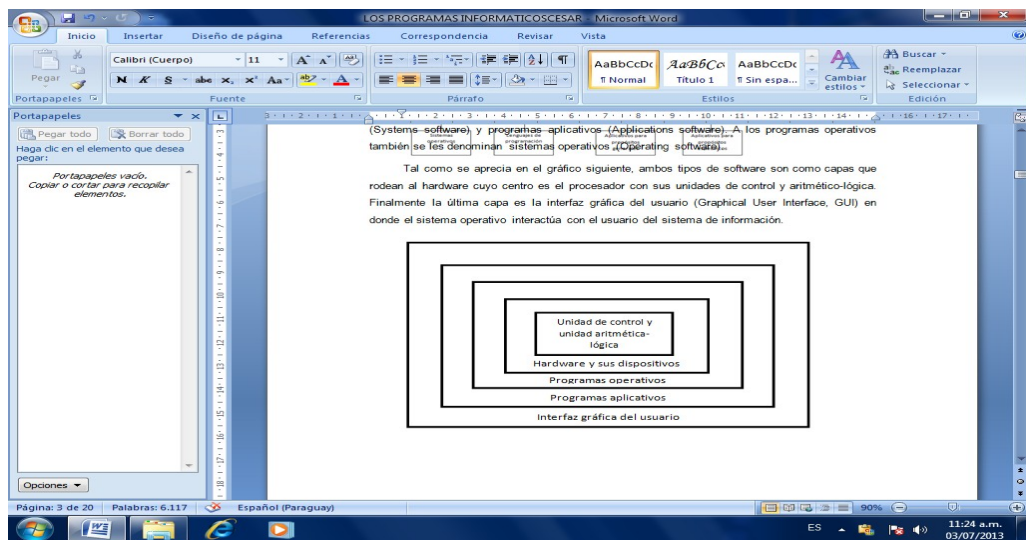 LOS PROGRAMAS INFORMATICOSCESAR - Microsoft Word
Inicio Insertar Diseño de página Referencias Correspondencia Revisar Vista
Pegar
Calibri (Cuerpo) 11
N K S abc x₂ x² Aa
AaBbCcDc AaBbCc AaBbCcDc
¶ Normal Título 1 ¶ Sin espa...
Cambiar estilos
Buscar
Reemplazar
Seleccionar
Portapapeles Fuente Párrafo Estilos Edición
Portapapeles
Pegar todo Borrar todo
Haga clic en el elemento que desea
pegar:
Portapapeles vacío.
Copiar o cortar para recopilar
elementos.
Opciones
(Systems software) y programas aplicativos (Applications software). A los programas operativos
también se les denominan sistemas operativos (Operating software).
Tal como se aprecia en el gráfico siguiente, ambos tipos de software son como capas que
rodean al hardware cuyo centro es el procesador con sus unidades de control y aritmético-lógica.
Finalmente la última capa es la interfaz gráfica del usuario (Graphical User Interface, GUI) en
donde el sistema operativo interactúa con el usuario del sistema de información.
Unidad de control y
unidad aritmética-
lógica
Hardware y sus dispositivos
Programas operativos
Programas aplicativos
Interfaz gráfica del usuario
Página: 3 de 20 Palabras: 6.117 Español (Paraguay) 90%
ES 11:24 a.m.
03/07/2013